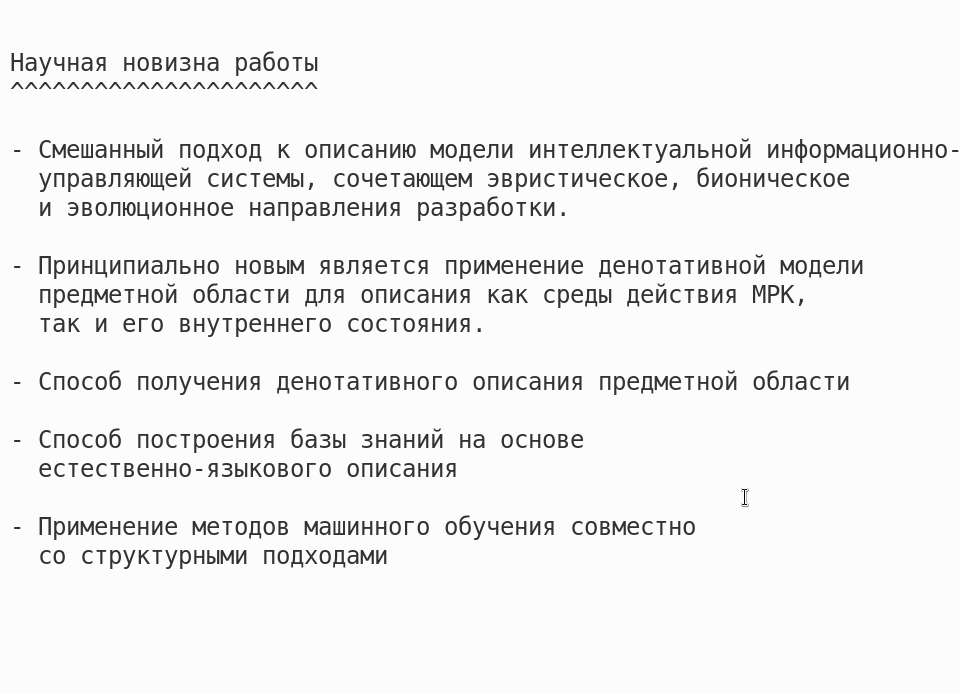 Научная новизна работы
^^^^^^^^^^^^^^^^^^^^^^
- Смешанный подход к описанию модели интеллектуальной информационно-
управляющей системы, сочетающем эвристическое, бионическое
и эволюционное направления разработки.
- Принципиально новым является применение денотативной модели
предметной области для описания как среды действия МРК,
так и его внутреннего состояния.
- Способ получения денотативного описания предметной области
- Способ построения базы знаний на основе
естественно-языкового описания
- Применение методов машинного обучения совместно
со структурными подходами